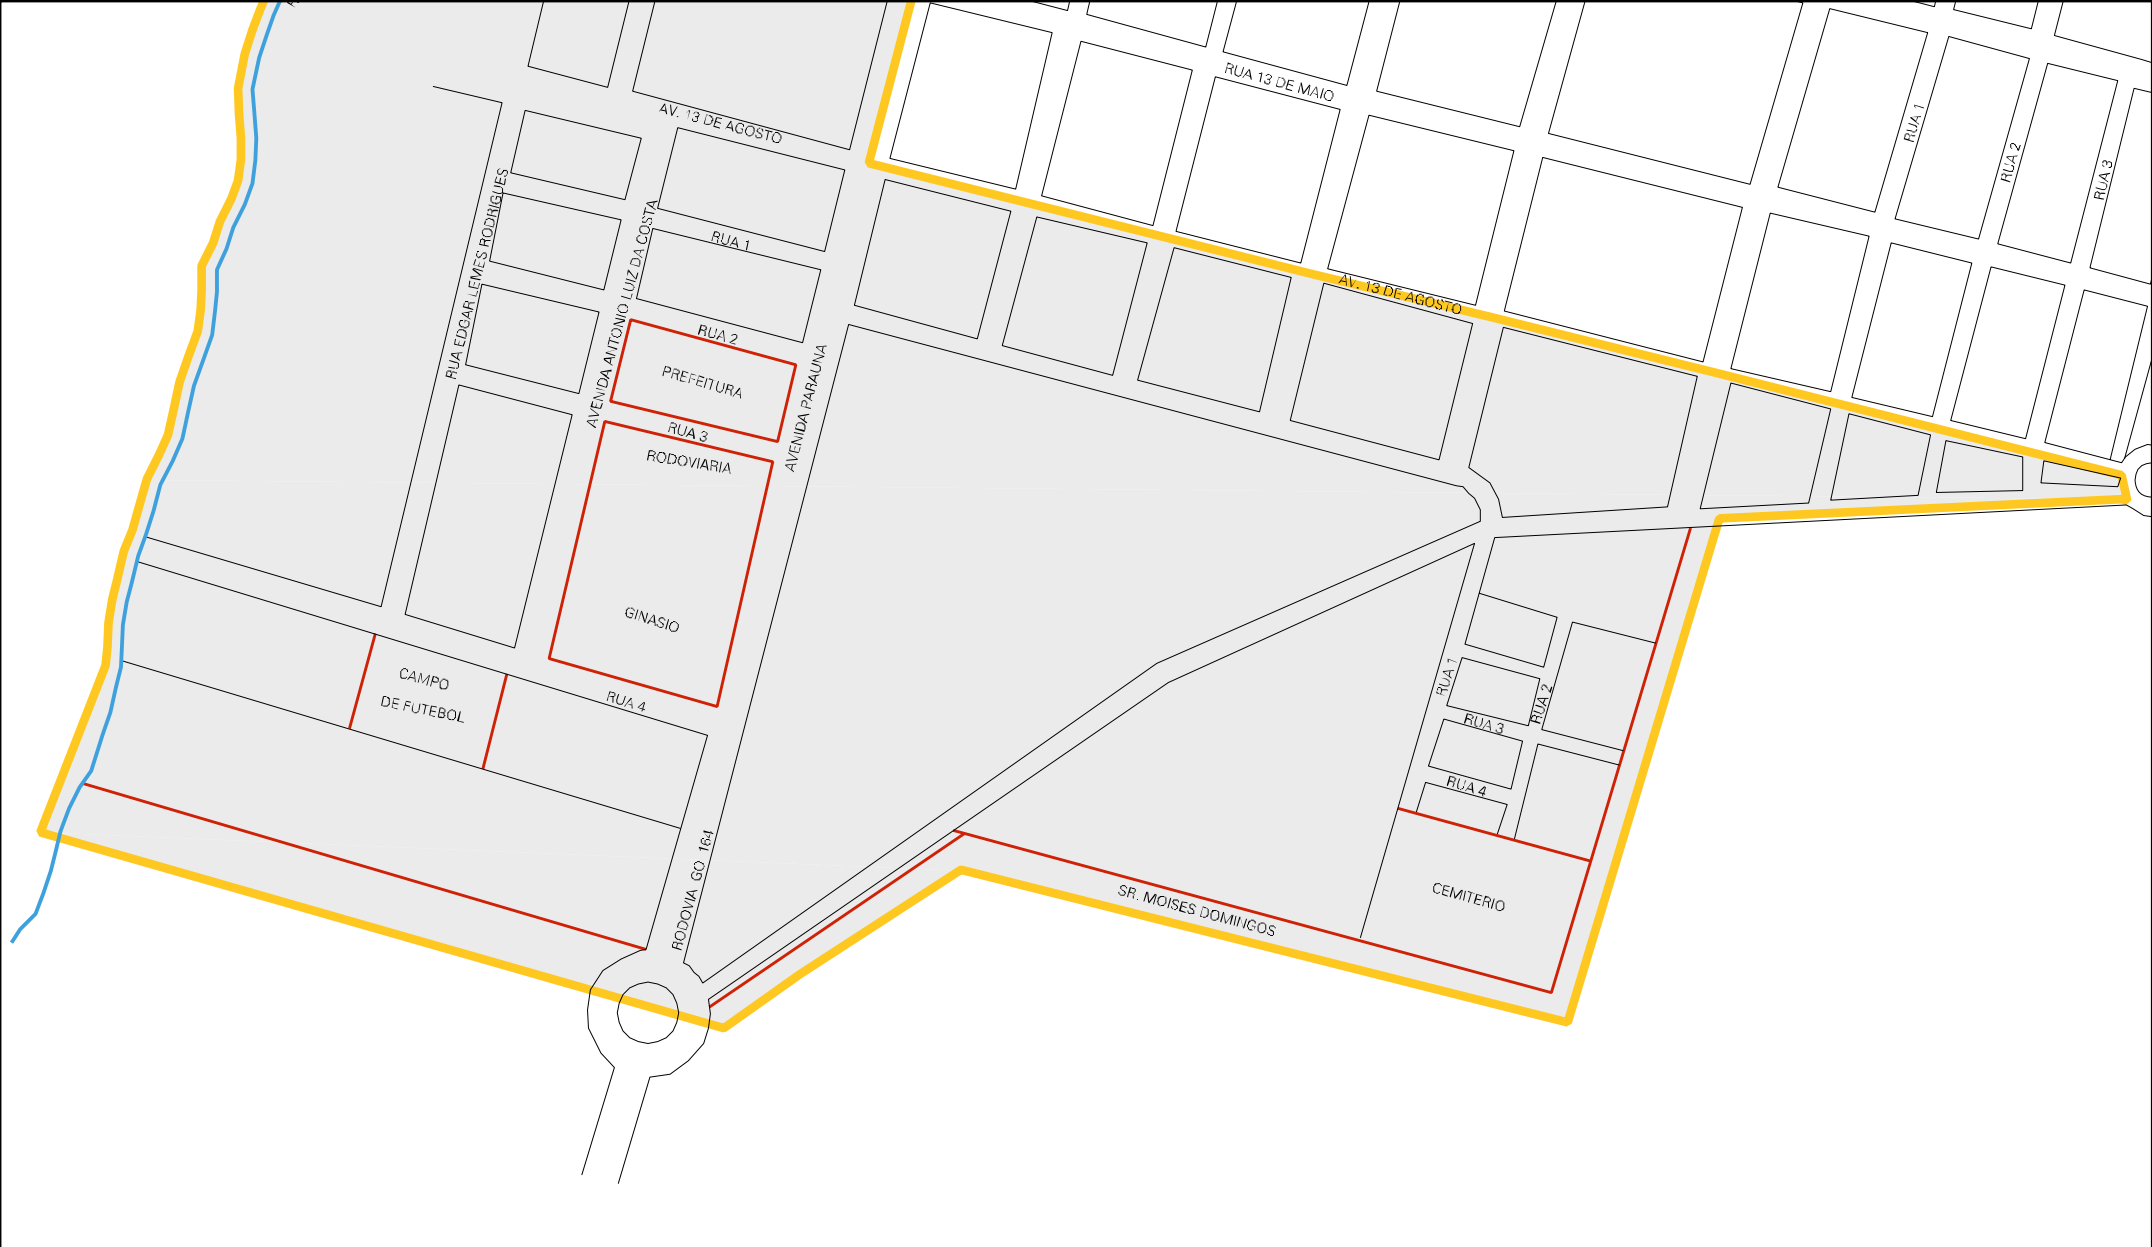 RUA 13 DE MAIO
AV. 13 DE AGOSTO
RUA 1
RUA 2
RUA 3
RUA EDGAR LEMES RODRIGUES
AVENIDA ANTONIO LUIZ DA COSTA
RUA 1
AV. 13 DE AGOSTO
RUA 2
PREFEITURA
AVENIDA PARAUNA
RUA 3
RODOVIARIA
GINASIO
CAMPO
DE FUTEBOL
RUA 4
RUA 1
RUA 2
RUA 3
RUA 4
RODOVIA GO 164
SR. MOISES DOMINGOS
CEMITERIO